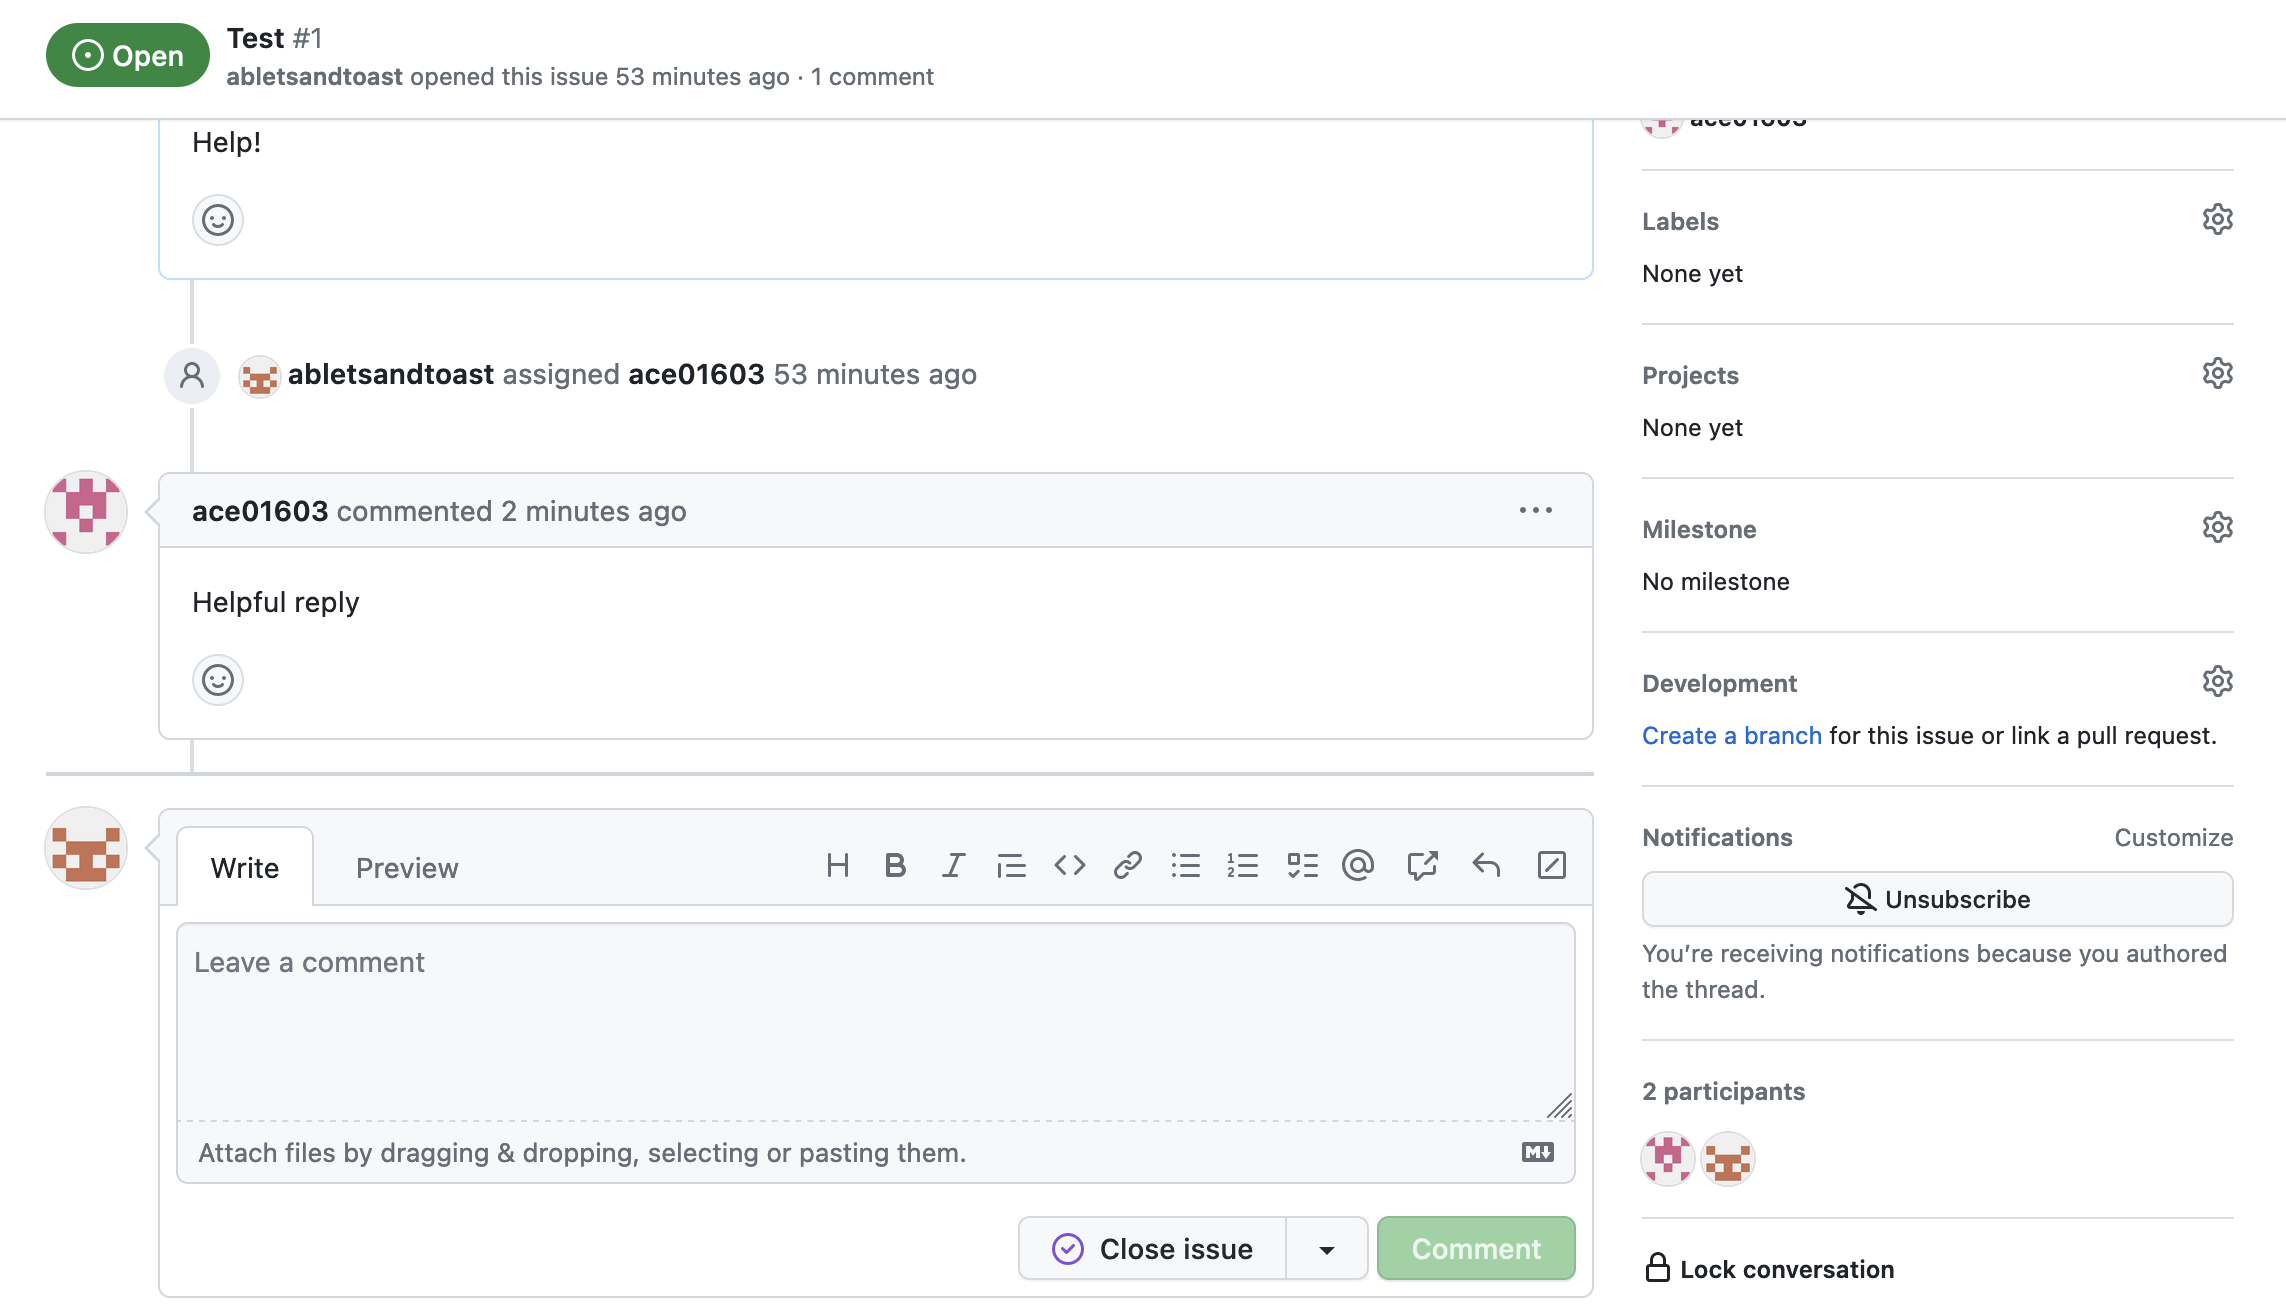 Open
Test #1
abletsandtoast opened this issue 53 minutes ago · 1 comment
Help!
abletsandtoast assigned ace01603 53 minutes ago
ace01603 commented 2 minutes ago
Helpful reply
Write
Preview
Leave a comment
Attach files by dragging & dropping, selecting or pasting them.
Close issue
Comment
ace01603
Labels
None yet
Projects
None yet
Milestone
No milestone
Development
Create a branch for this issue or link a pull request.
Notifications
Customize
Unsubscribe
You’re receiving notifications because you authored
the thread.
2 participants
Lock conversation